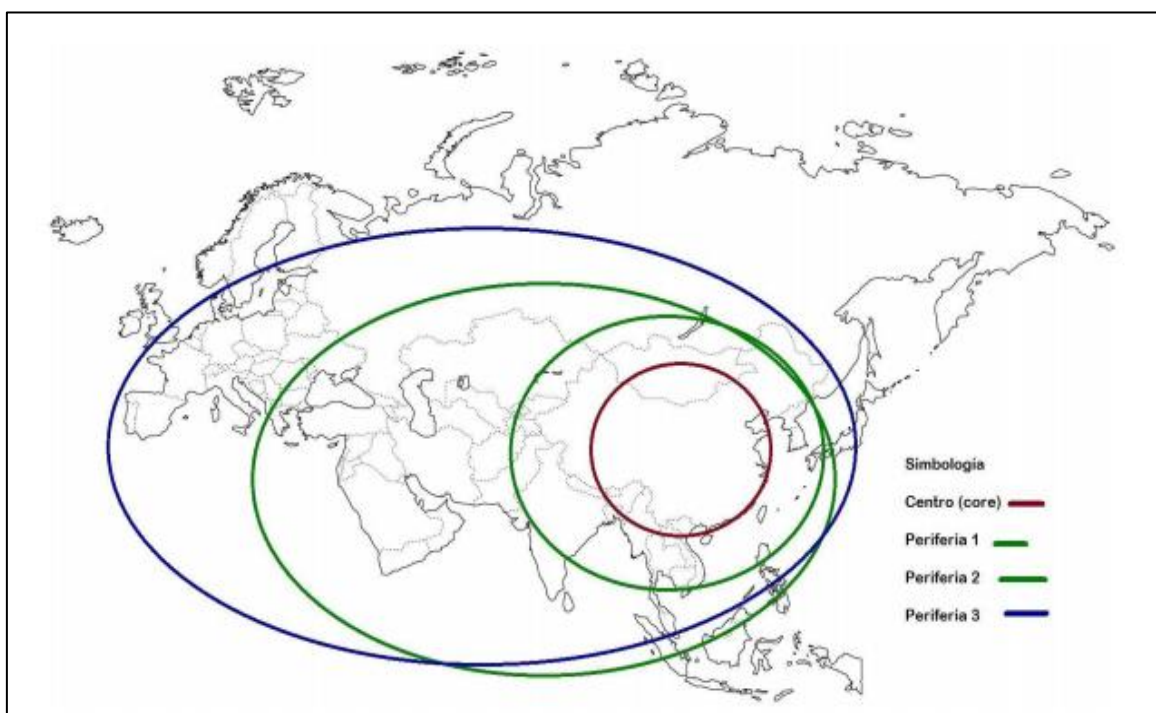 Simbología
Centro (core)
Periferia 1
Periferia 2
Periferia 3